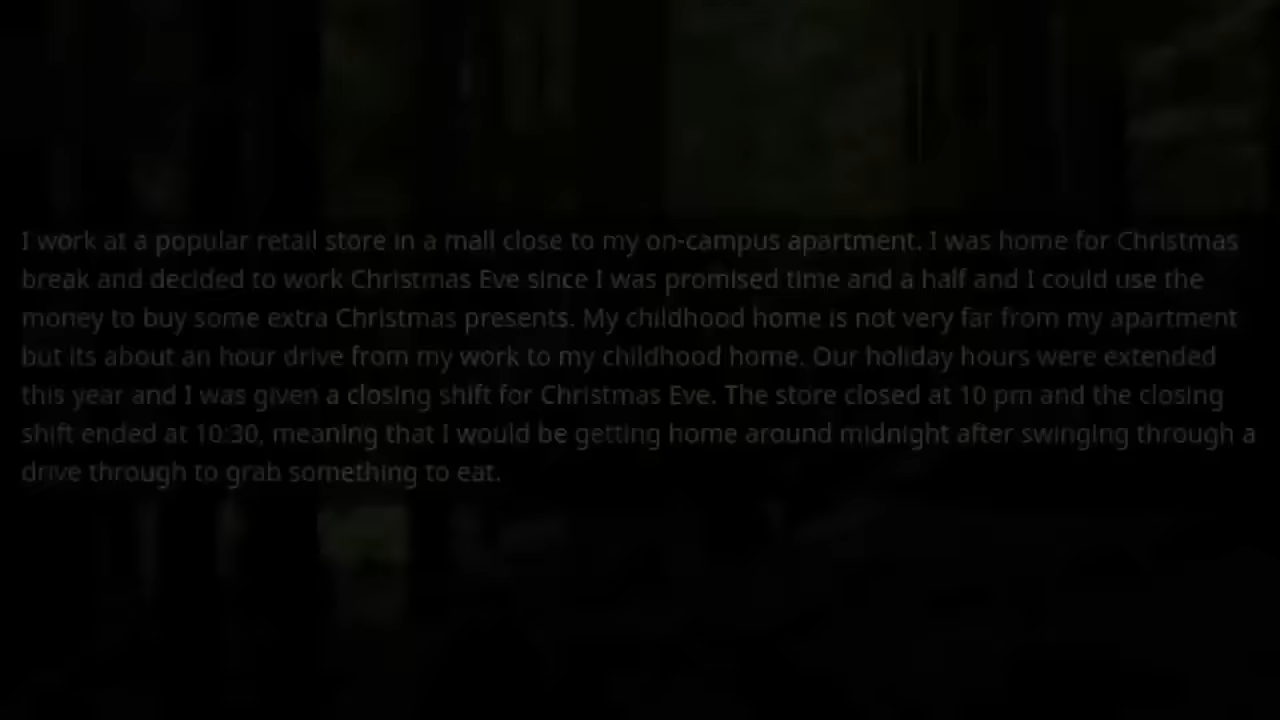 I work at a popular retail store in a mall close to my on-campus apartment. I was home for Christmas
break and decided to work Christmas Eve since I was promised time and a half and I could use the
money to buy some extra Christmas presents. My childhood home is not very far from my apartment
but its about an hour drive from my work to my childhood home. Our holiday hours were extended
this year and I was given a closing shift for Christmas Eve. The store closed at 10 pm and the closing
shift ended at 10:30, meaning that I would be getting home around midnight after swinging through a
drive through to grab something to eat.